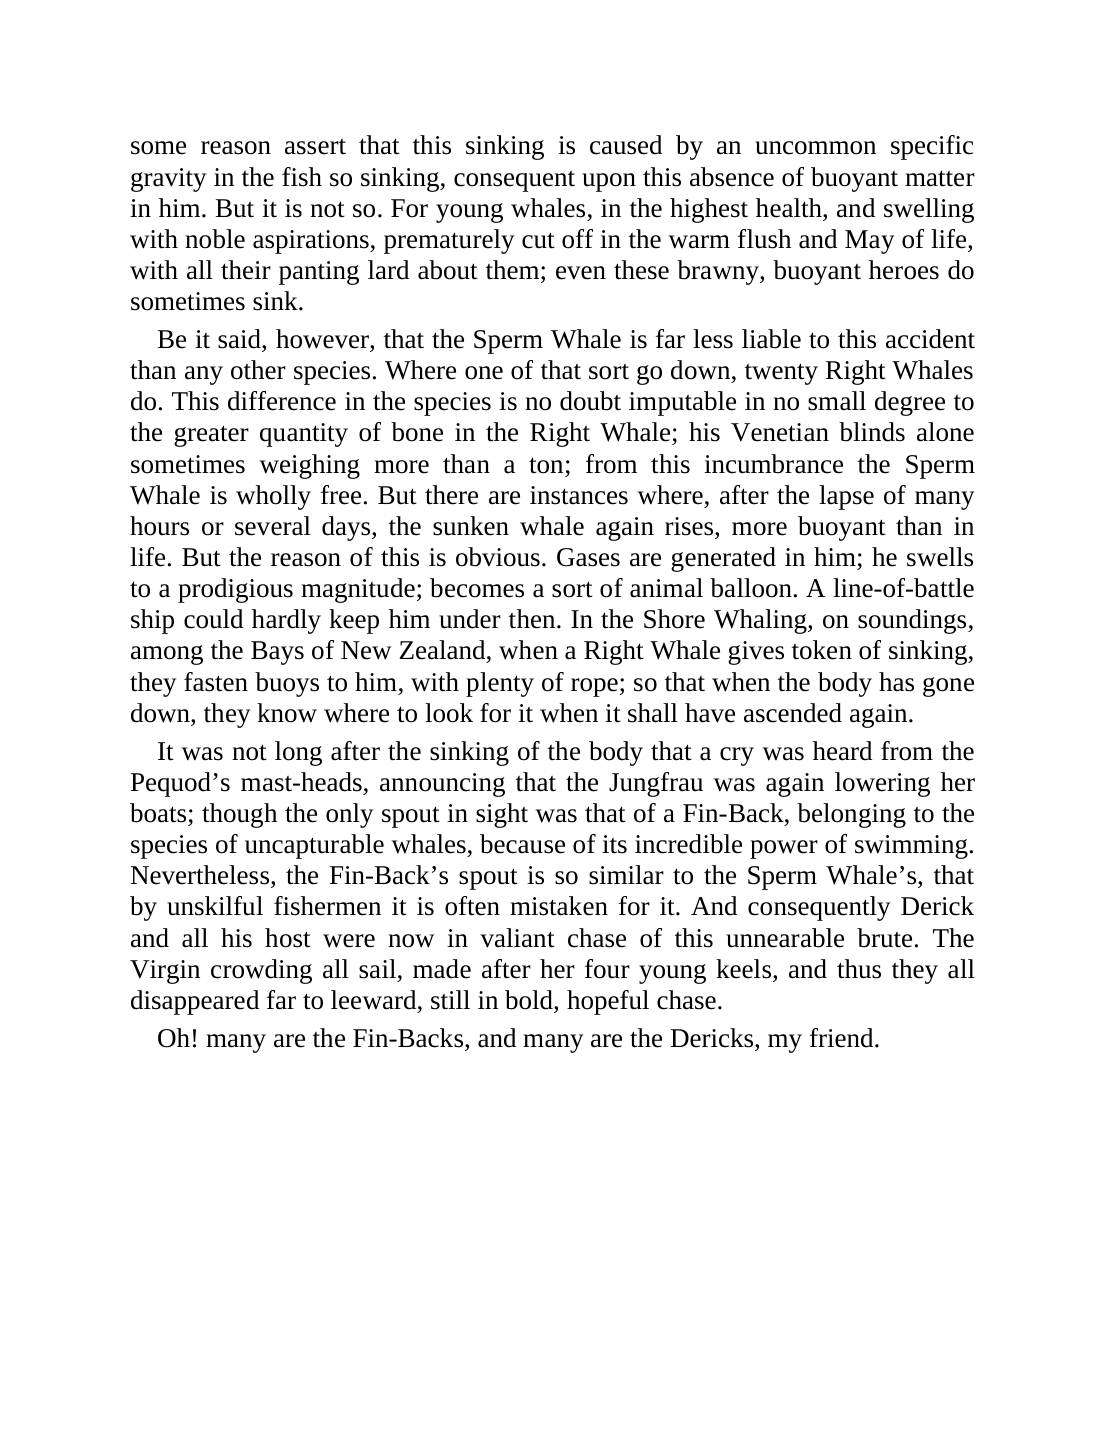 some reason assert that this sinking is caused by an uncommon specific
gravity in the fish so sinking, consequent upon this absence of buoyant matter
in him. But it is not so. For young whales, in the highest health, and swelling
with noble aspirations, prematurely cut off in the warm flush and May of life,
with all their panting lard about them; even these brawny, buoyant heroes do
sometimes sink.
Be it said, however, that the Sperm Whale is far less liable to this accident
than any other species. Where one of that sort go down, twenty Right Whales
do. This difference in the species is no doubt imputable in no small degree to
the greater quantity of bone in the Right Whale; his Venetian blinds alone
sometimes weighing more than a ton; from this incumbrance the Sperm
Whale is wholly free. But there are instances where, after the lapse of many
hours or several days, the sunken whale again rises, more buoyant than in
life. But the reason of this is obvious. Gases are generated in him; he swells
to a prodigious magnitude; becomes a sort of animal balloon. A line-of-battle
ship could hardly keep him under then. In the Shore Whaling, on soundings,
among the Bays of New Zealand, when a Right Whale gives token of sinking,
they fasten buoys to him, with plenty of rope; so that when the body has gone
down, they know where to look for it when it shall have ascended again.
It was not long after the sinking of the body that a cry was heard from the
Pequod’s mast-heads, announcing that the Jungfrau was again lowering her
boats; though the only spout in sight was that of a Fin-Back, belonging to the
species of uncapturable whales, because of its incredible power of swimming.
Nevertheless, the Fin-Back’s spout is so similar to the Sperm Whale’s, that
by unskilful fishermen it is often mistaken for it. And consequently Derick
and all his host were now in valiant chase of this unnearable brute. The
Virgin crowding all sail, made after her four young keels, and thus they all
disappeared far to leeward, still in bold, hopeful chase.
Oh! many are the Fin-Backs, and many are the Dericks, my friend.